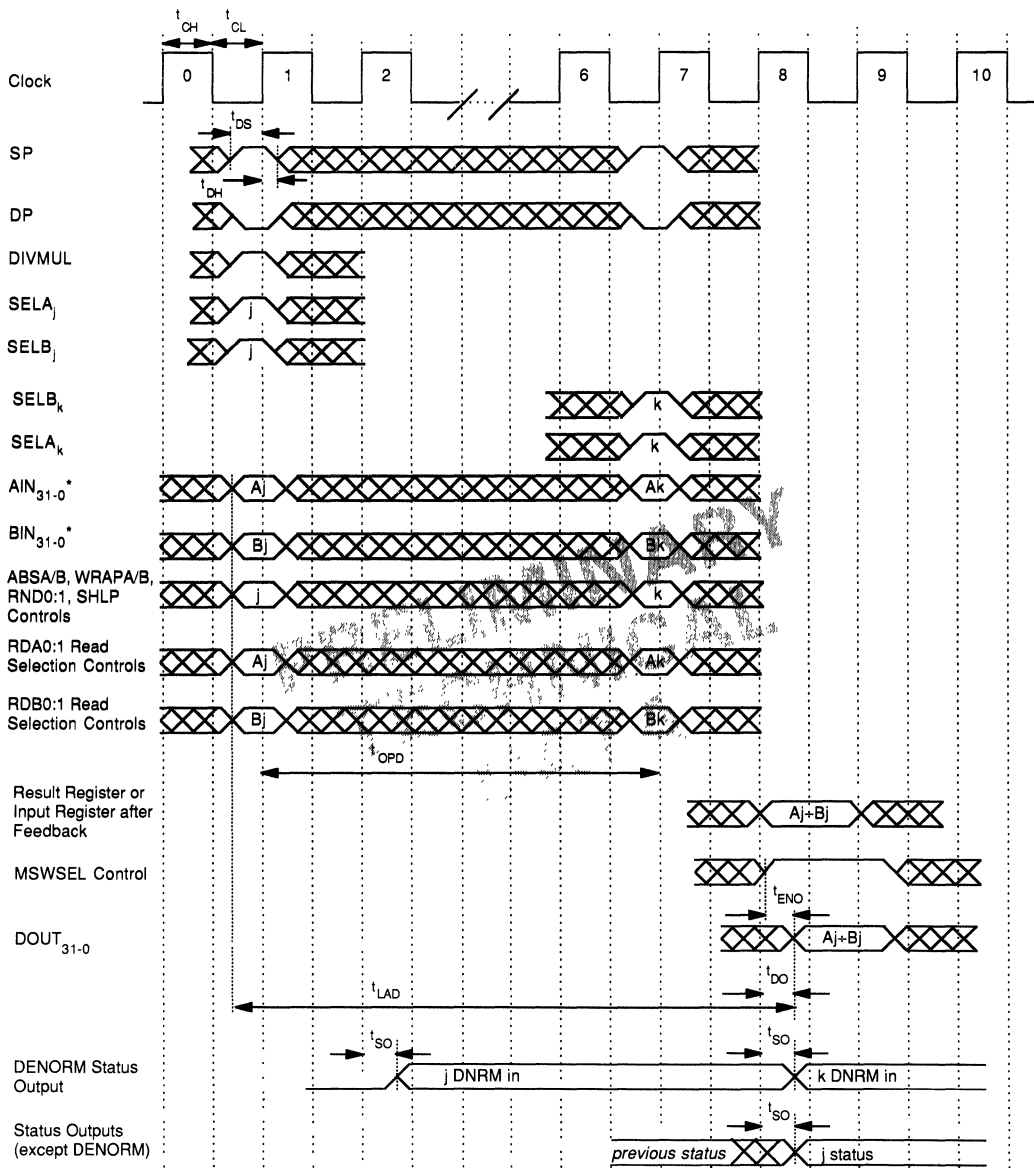 tCH tCL
Clock 0 1 2 6 7 8 9 10
tDS
SP
tDH
DP
DIVMUL
SELAj j
SELBj j
SELBk k
SELAk k
AIN31-0* Aj Ak
BIN31-0* Bj Bk
ABSA/B, WRAPA/B,
RND0:1, SHLP j k
Controls
RDA0:1 Read
Selection Controls Aj Ak
RDB0:1 Read
Selection Controls Bj Bk
tOPD
Result Register or
Input Register after Aj÷Bj
Feedback
MSWSEL Control
tENO
DOUT31-0 Aj÷Bj
tDO
tLAD
tSO tSO
DENORM Status j DNRM in k DNRM in
Output
tSO
Status Outputs
(except DENORM) previous status j status
PRELIMINARY